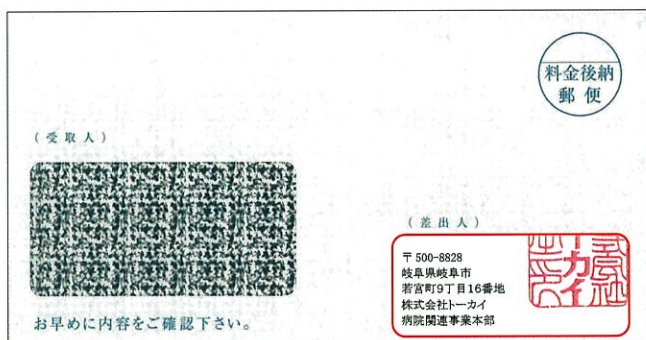 料金後納
郵便
(受取人)
お早めに内容をご確認下さい。
(差出人)
〒500-8828
岐阜県岐阜市
若宮町9丁目16番地
株式会社トーカイ
病院関連事業本部